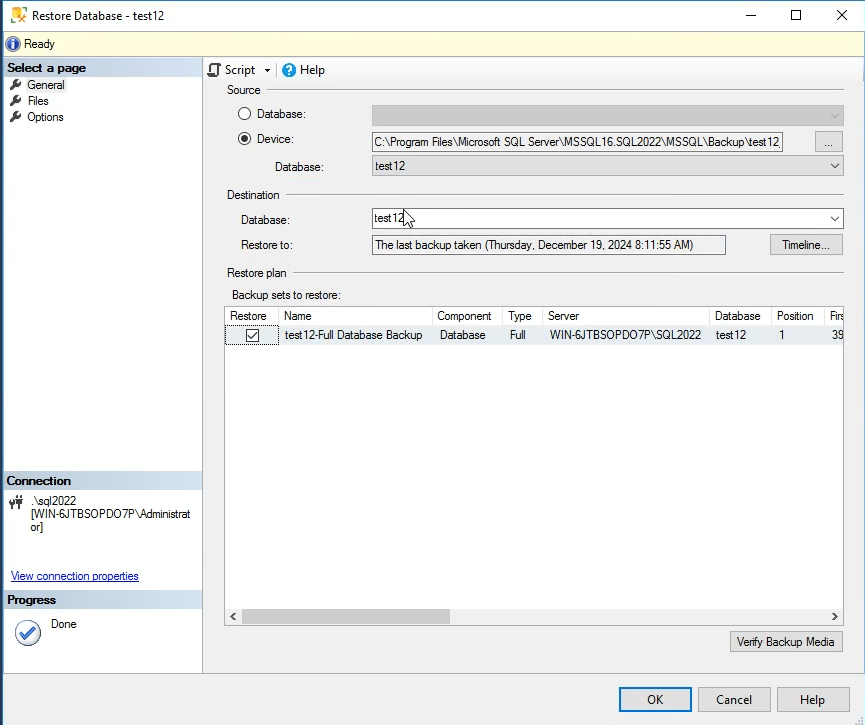 Restore Database - test12
Ready
Select a page
General
Files
Options
Script
Help
Source
Database:
Device:
C:\Program Files\Microsoft SQL Server\MSSQL16.SQL2022\MSSQL\Backup\test12
...
Database:
test12
Destination
Database:
test12
Restore to:
The last backup taken (Thursday, December 19, 2024 8:11:55 AM)
Timeline...
Restore plan
Backup sets to restore:
Restore Name Component Type Server Database Position Firs
test12-Full Database Backup Database Full WIN-6JTBSOPDO7P\SQL2022 test12 1 39
Connection
.\sql2022
[WIN-6JTBSOPDO7P\Administrat
or]
View connection properties
Progress
Done
Verify Backup Media
OK
Cancel
Help